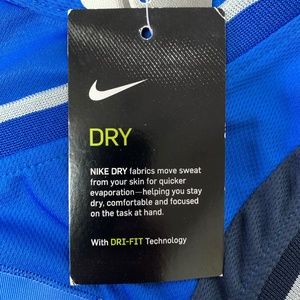 DRY
NIKE DRY fabrics move sweat
from your skin for quicker
evaporation—helping you stay
dry, comfortable and focused
on the task at hand.
With DRI-FIT Technology